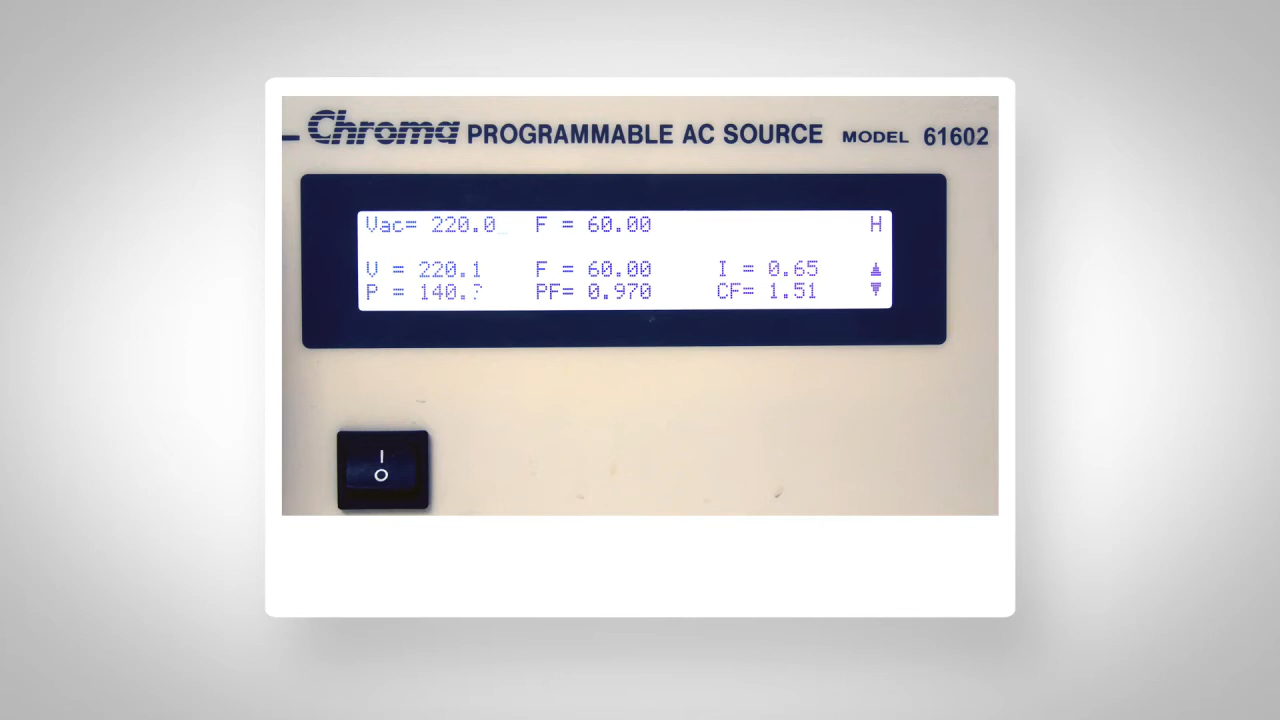 Chroma PROGRAMMABLE AC SOURCE MODEL 61602
Vac= 220.0 F = 60.00 H
V = 220.1 F = 60.00 I = 0.65
PF= 0.970 CF= 1.51
I
O